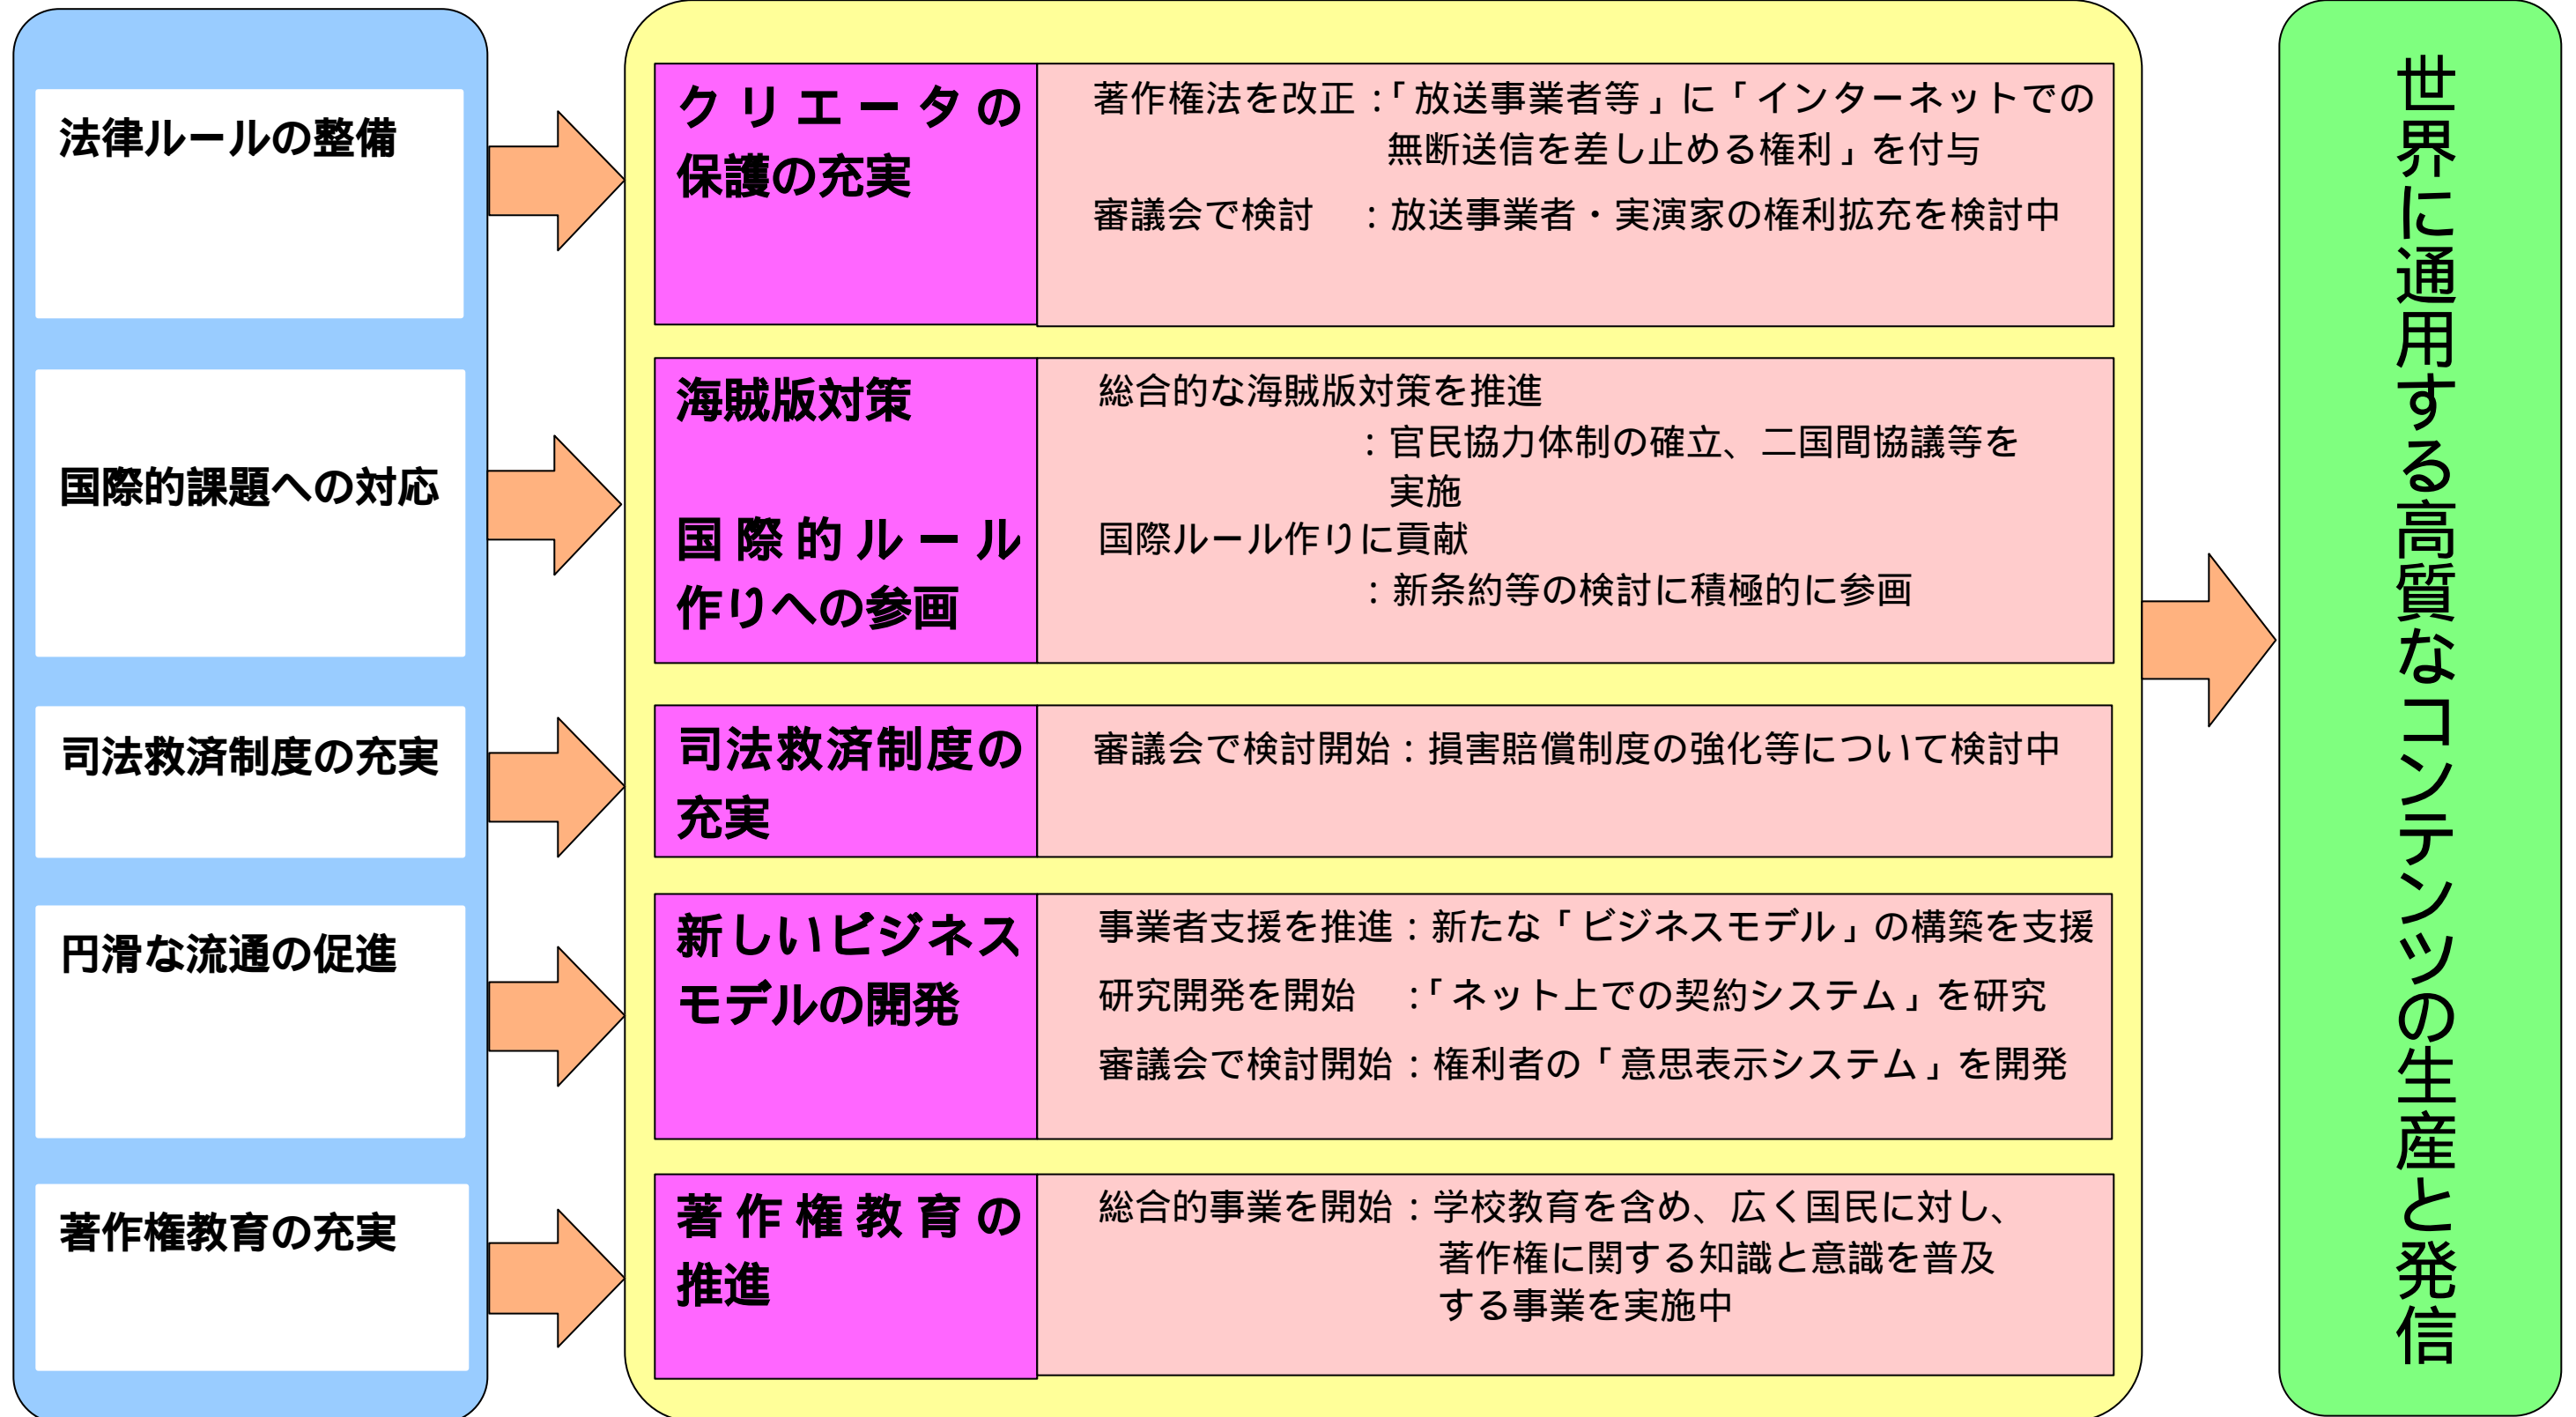 法律ルールの整備
国際的課題への対応
司法救済制度の充実
円滑な流通の促進
著作権教育の充実
クリエータの
保護の充実
著作権法を改正：「放送事業者等」に「インターネットでの
無断送信を差し止める権利」を付与
審議会で検討　：放送事業者・実演家の権利拡充を検討中
海賊版対策
国際的ルール
作りへの参画
総合的な海賊版対策を推進
：官民協力体制の確立、二国間協議等を
実施
国際ルール作りに貢献
：新条約等の検討に積極的に参画
司法救済制度の
充実
審議会で検討開始：損害賠償制度の強化等について検討中
新しいビジネス
モデルの開発
事業者支援を推進：新たな「ビジネスモデル」の構築を支援
研究開発を開始　：「ネット上での契約システム」を研究
審議会で検討開始：権利者の「意思表示システム」を開発
著作権教育の
推進
総合的事業を開始：学校教育を含め、広く国民に対し、
著作権に関する知識と意識を普及
する事業を実施中
世界に通用する高質なコンテンツの生産と発信